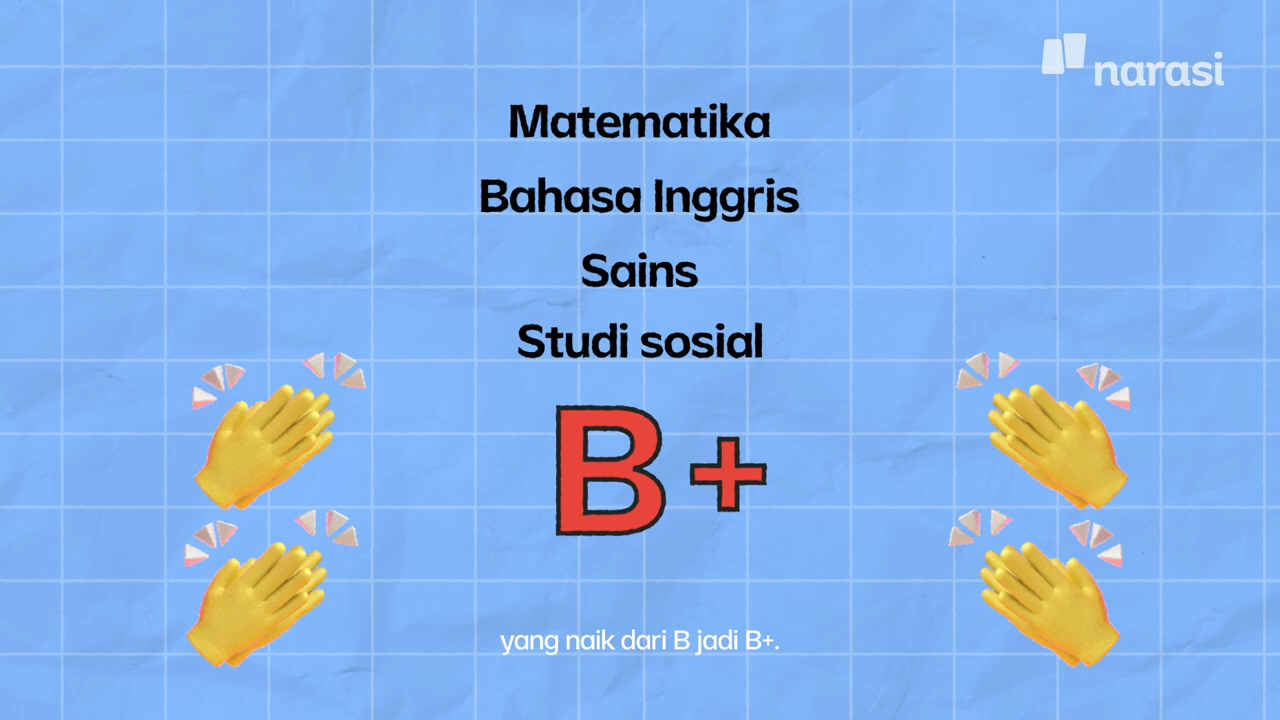 narasi
Matematika
Bahasa Inggris
Sains
Studi sosial
B+
yang naik dari B jadi B+.